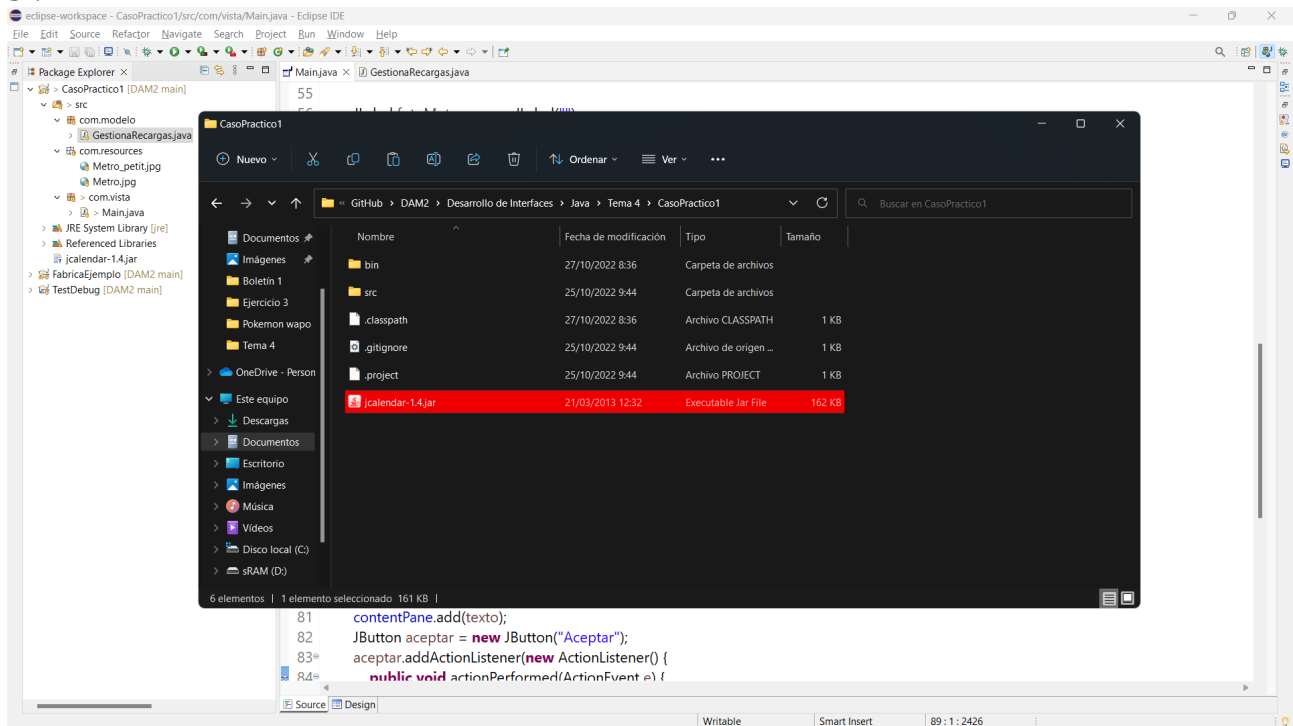 eclipse-workspace - CasoPractico1/src/com/vista/Main.java - Eclipse IDE
File Edit Source Refactor Navigate Search Project Run Window Help
Package Explorer
Main.java
GestionaRecargas.java
> CasoPractico1 [DAM2 main]
> src
com.modelo
GestionaRecargas.java
com.resources
Metro_petit.jpg
Metro.jpg
> com.vista
> Main.java
JRE System Library [jre]
Referenced Libraries
jcalendar-1.4.jar
FabricaEjemplo [DAM2 main]
TestDebug [DAM2 main]
55
CasoPractico1
Nuevo
Ordenar
Ver
« GitHub > DAM2 > Desarrollo de Interfaces > Java > Tema 4 > CasoPractico1
Buscar en CasoPractico1
Documentos
Imágenes
Boletín 1
Ejercicio 3
Pokemon wapo
Tema 4
OneDrive - Person
Este equipo
Descargas
Documentos
Escritorio
Imágenes
Música
Vídeos
Disco local (C:)
sRAM (D:)
Nombre Fecha de modificación Tipo Tamaño
bin 27/10/2022 8:36 Carpeta de archivos
src 25/10/2022 9:44 Carpeta de archivos
.classpath 27/10/2022 8:36 Archivo CLASSPATH 1 KB
.gitignore 25/10/2022 9:44 Archivo de origen ... 1 KB
.project 25/10/2022 9:44 Archivo PROJECT 1 KB
jcalendar-1.4.jar 21/03/2013 12:32 Executable Jar File 162 KB
6 elementos | 1 elemento seleccionado 161 KB |
81 contentPane.add(texto);
82 JButton aceptar = new JButton("Aceptar");
83 aceptar.addActionListener(new ActionListener() {
84 public void actionPerformed(ActionEvent e) {
Source Design
Writable Smart Insert 89 : 1 : 2426